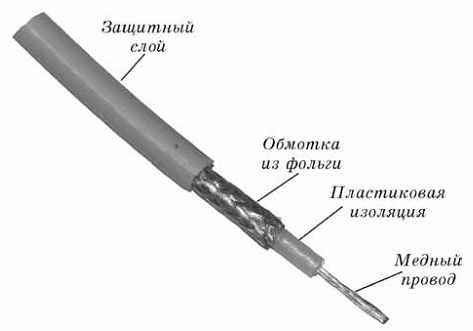 Защитный
слой
Обмотка
из фольги
Пластиковая
изоляция
Медный
провод